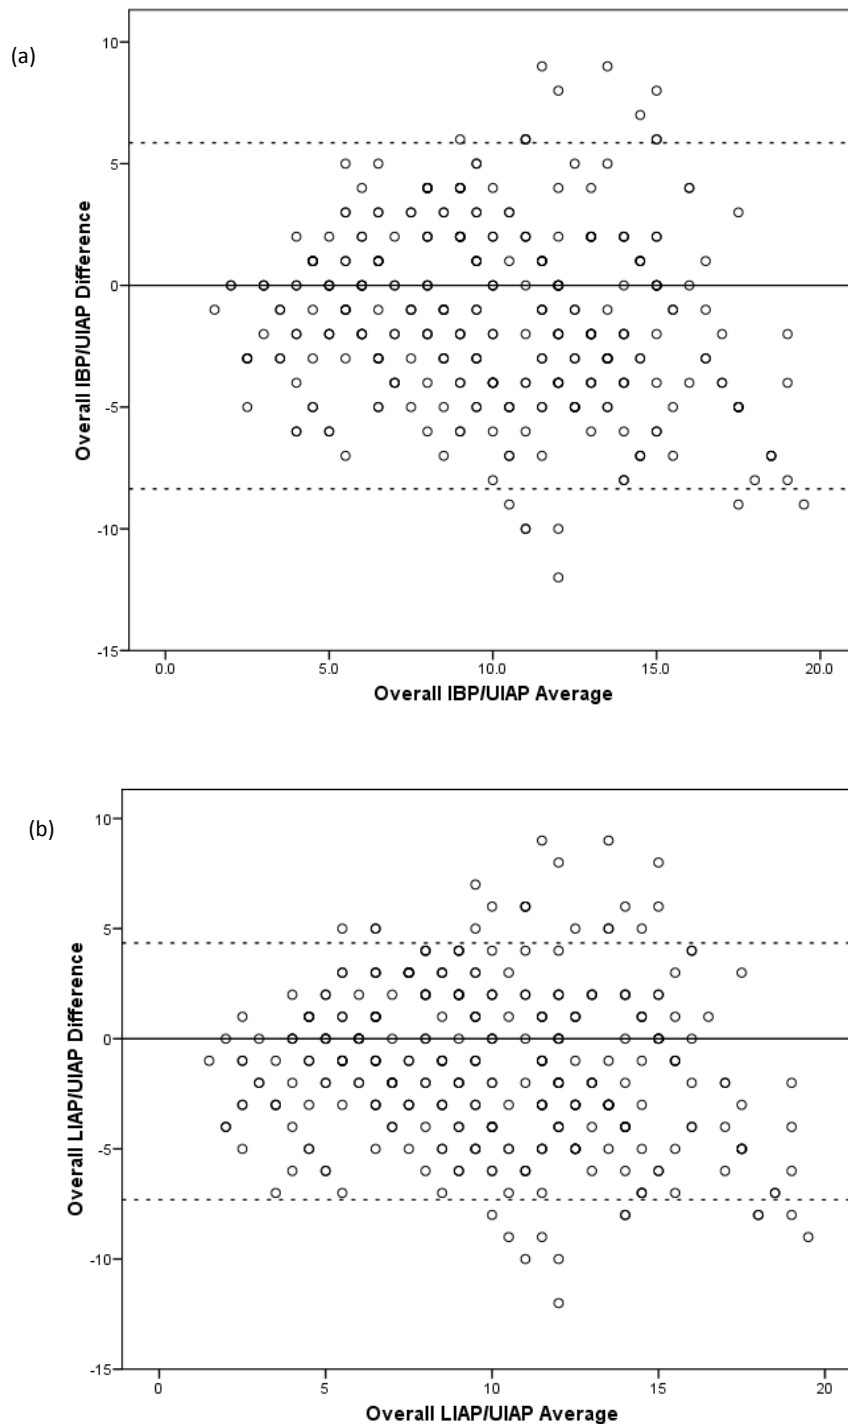 (a)
10
5
0
-5
-10
-15
Overall IBP/UIAP Difference
0.0 5.0 10.0 15.0 20.0
Overall IBP/UIAP Average
(b)
10
5
0
-5
-10
-15
Overall LIAP/UIAP Difference
0 5 10 15 20
Overall LIAP/UIAP Average